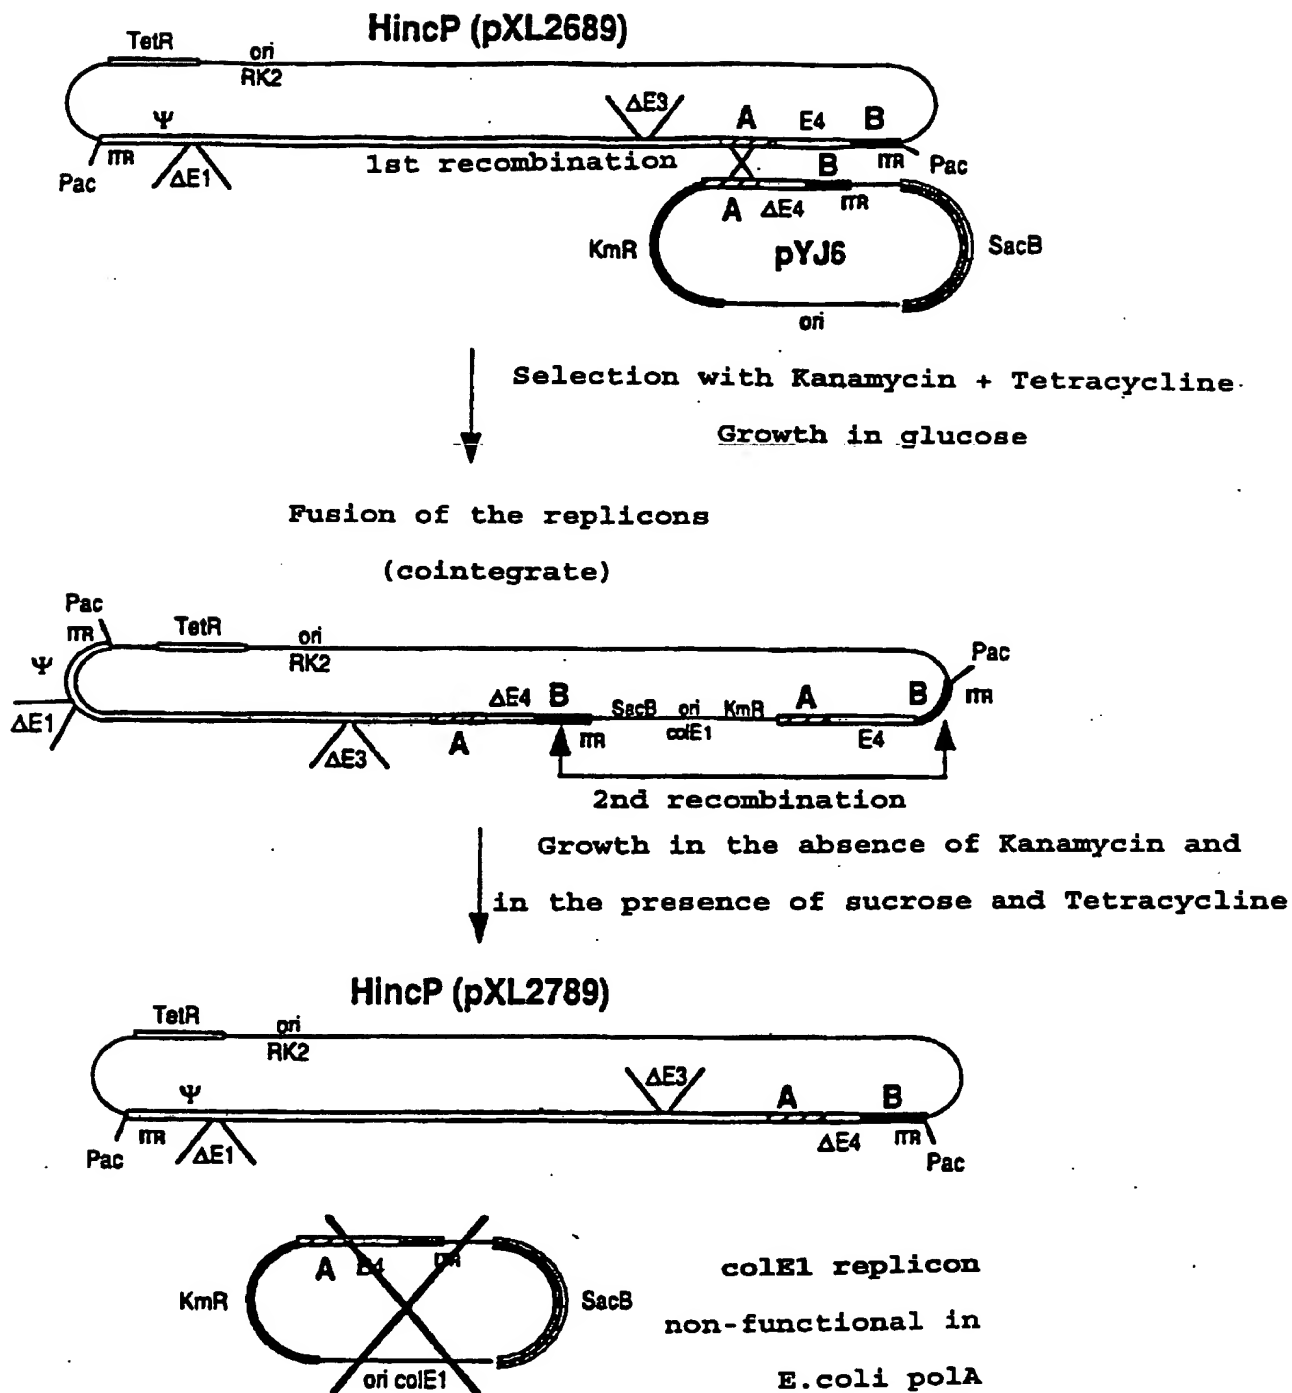 HincP (pXL2689)
TetR
ori
RK2
Ψ
ΔE3
A
E4
B
Pac
ITR
ΔE1
1st recombination
B
ITR
Pac
A
ΔE4
ITR
KmR
pYJ6
SacB
ori
Selection with Kanamycin + Tetracycline
Growth in glucose
Fusion of the replicons
(cointegrate)
Pac
ITR
TetR
ori
RK2
Pac
Ψ
ΔE4
B
SacB
ori
KmR
A
B
ITR
ΔE1
ΔE3
A
ITR
colE1
E4
2nd recombination
Growth in the absence of Kanamycin and
in the presence of sucrose and Tetracycline
HincP (pXL2789)
TetR
ori
RK2
Ψ
ΔE3
A
B
Pac
ITR
ΔE1
ΔE4
ITR
Pac
A
E4
ITR
KmR
SacB
ori colE1
colE1 replicon
non-functional in
E.coli polA